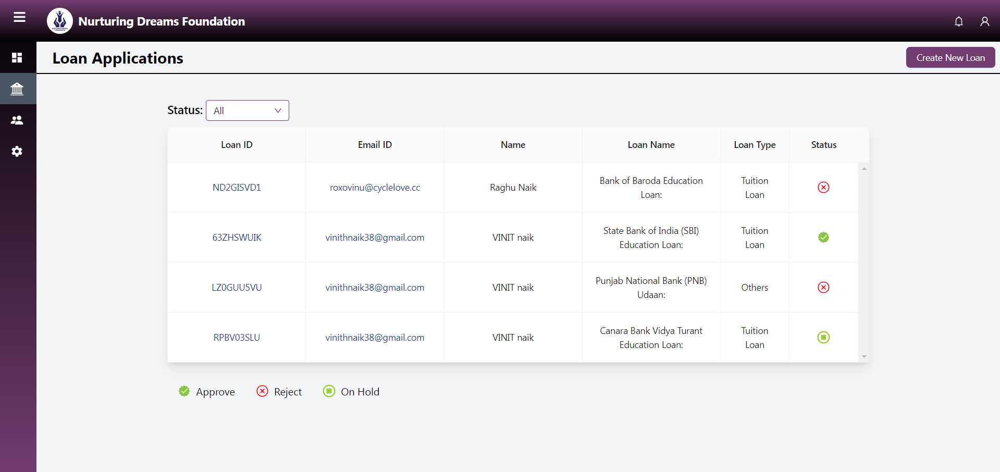 NURTURING DREAMS
FOUNDATION
Nurturing Dreams Foundation
Loan Applications
Create New Loan
Status: All
Loan ID Email ID Name Loan Name Loan Type Status
ND2GISVD1 roxovinu@cyclelove.cc Raghu Naik Bank of Baroda Education Tuition
Loan: Loan
63ZHSWUIK vinithnaik38@gmail.com VINIT naik State Bank of India (SBI) Tuition
Education Loan: Loan
LZ0GUU5VU vinithnaik38@gmail.com VINIT naik Punjab National Bank (PNB) Others
Udaan:
RPBV03SLU vinithnaik38@gmail.com VINIT naik Canara Bank Vidya Turant Tuition
Education Loan: Loan
Approve Reject On Hold